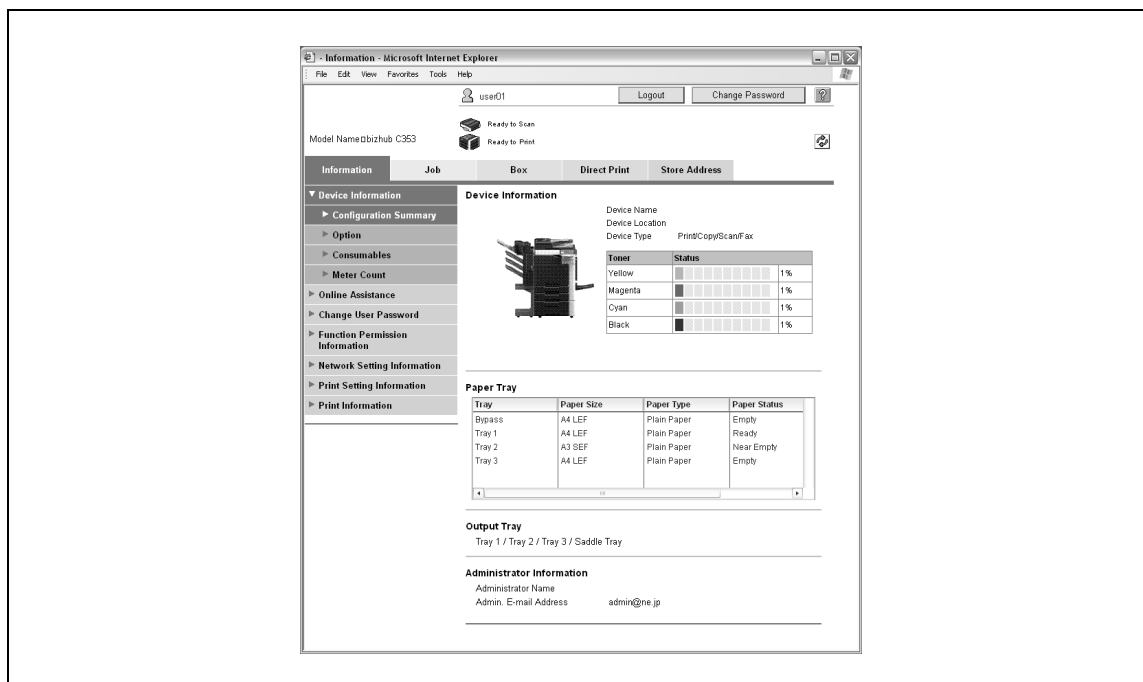 - Information - Microsoft Internet Explorer
File Edit View Favorites Tools Help
user01 Logout Change Password ?
Ready to Scan
Model Name▯bizhub C353 Ready to Print
Information Job Box Direct Print Store Address
Device Information
Configuration Summary
Option
Consumables
Meter Count
Online Assistance
Change User Password
Function Permission
Information
Network Setting Information
Print Setting Information
Print Information
Device Information
Device Name
Device Location
Device Type Print/Copy/Scan/Fax
Toner Status
Yellow 1%
Magenta 1%
Cyan 1%
Black 1%
Paper Tray
Tray Paper Size Paper Type Paper Status
Bypass A4 LEF Plain Paper Empty
Tray 1 A4 LEF Plain Paper Ready
Tray 2 A3 SEF Plain Paper Near Empty
Tray 3 A4 LEF Plain Paper Empty
Output Tray
Tray 1 / Tray 2 / Tray 3 / Saddle Tray
Administrator Information
Administrator Name
Admin. E-mail Address admin@ne.jp